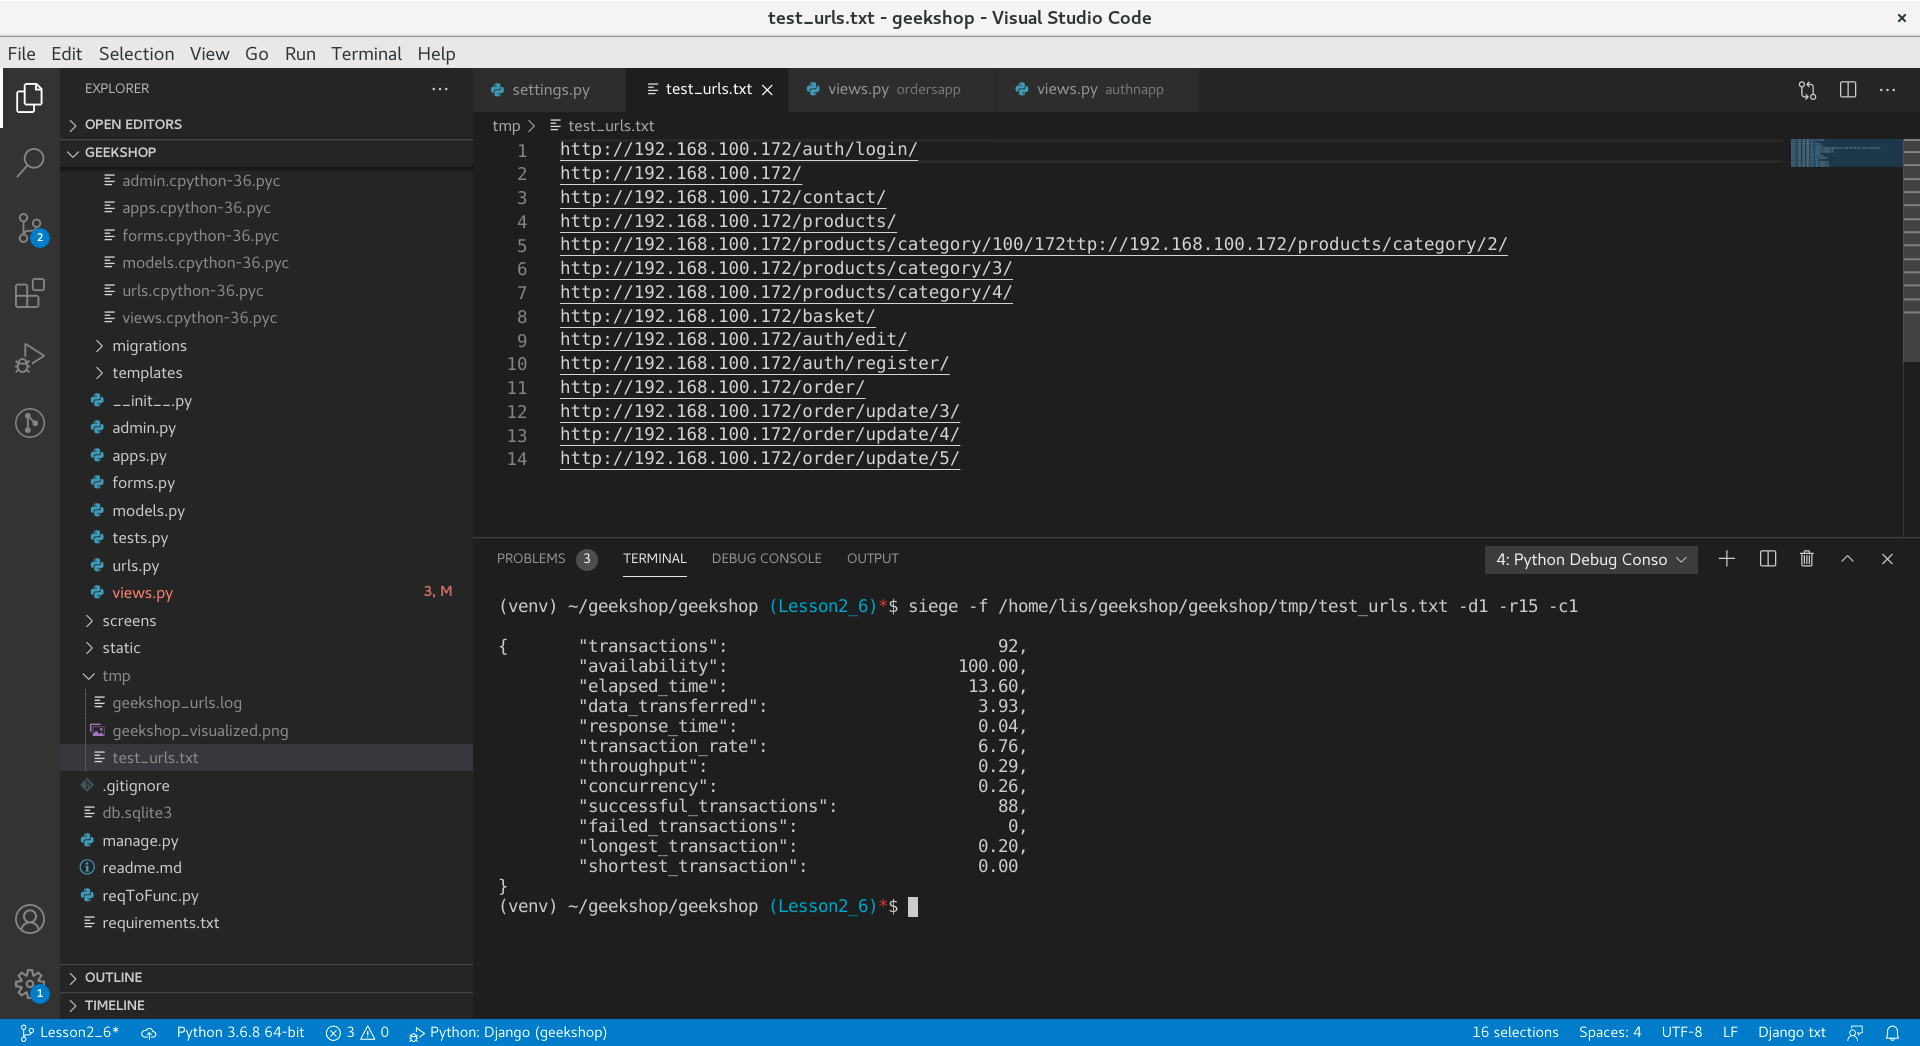 test_urls.txt - geekshop - Visual Studio Code
File Edit Selection View Go Run Terminal Help
EXPLORER
OPEN EDITORS
GEEKSHOP
admin.cpython-36.pyc
apps.cpython-36.pyc
forms.cpython-36.pyc
models.cpython-36.pyc
urls.cpython-36.pyc
views.cpython-36.pyc
migrations
templates
__init__.py
admin.py
apps.py
forms.py
models.py
tests.py
urls.py
views.py 3, M
screens
static
tmp
geekshop_urls.log
geekshop_visualized.png
test_urls.txt
.gitignore
db.sqlite3
manage.py
readme.md
reqToFunc.py
requirements.txt
OUTLINE
TIMELINE
2
1
settings.py test_urls.txt views.py ordersapp views.py authnapp
tmp > test_urls.txt
1 http://192.168.100.172/auth/login/
2 http://192.168.100.172/
3 http://192.168.100.172/contact/
4 http://192.168.100.172/products/
5 http://192.168.100.172/products/category/100/172ttp://192.168.100.172/products/category/2/
6 http://192.168.100.172/products/category/3/
7 http://192.168.100.172/products/category/4/
8 http://192.168.100.172/basket/
9 http://192.168.100.172/auth/edit/
10 http://192.168.100.172/auth/register/
11 http://192.168.100.172/order/
12 http://192.168.100.172/order/update/3/
13 http://192.168.100.172/order/update/4/
14 http://192.168.100.172/order/update/5/
PROBLEMS 3 TERMINAL DEBUG CONSOLE OUTPUT 4: Python Debug Conso
(venv) ~/geekshop/geekshop (Lesson2_6)*$ siege -f /home/lis/geekshop/geekshop/tmp/test_urls.txt -d1 -r15 -c1
{ "transactions": 92,
"availability": 100.00,
"elapsed_time": 13.60,
"data_transferred": 3.93,
"response_time": 0.04,
"transaction_rate": 6.76,
"throughput": 0.29,
"concurrency": 0.26,
"successful_transactions": 88,
"failed_transactions": 0,
"longest_transaction": 0.20,
"shortest_transaction": 0.00
}
(venv) ~/geekshop/geekshop (Lesson2_6)*$
Lesson2_6* Python 3.6.8 64-bit 3 0 Python: Django (geekshop) 16 selections Spaces: 4 UTF-8 LF Django txt